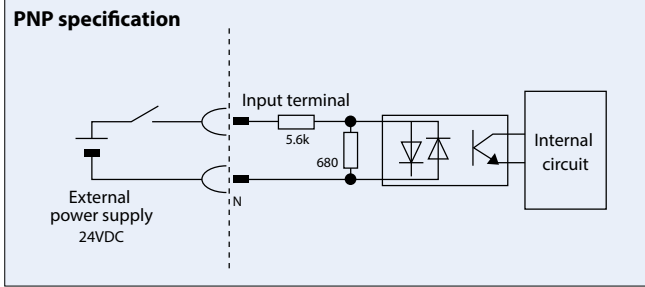 PNP specification
Input terminal
5.6k
680
Internal
circuit
N
External
power supply
24VDC